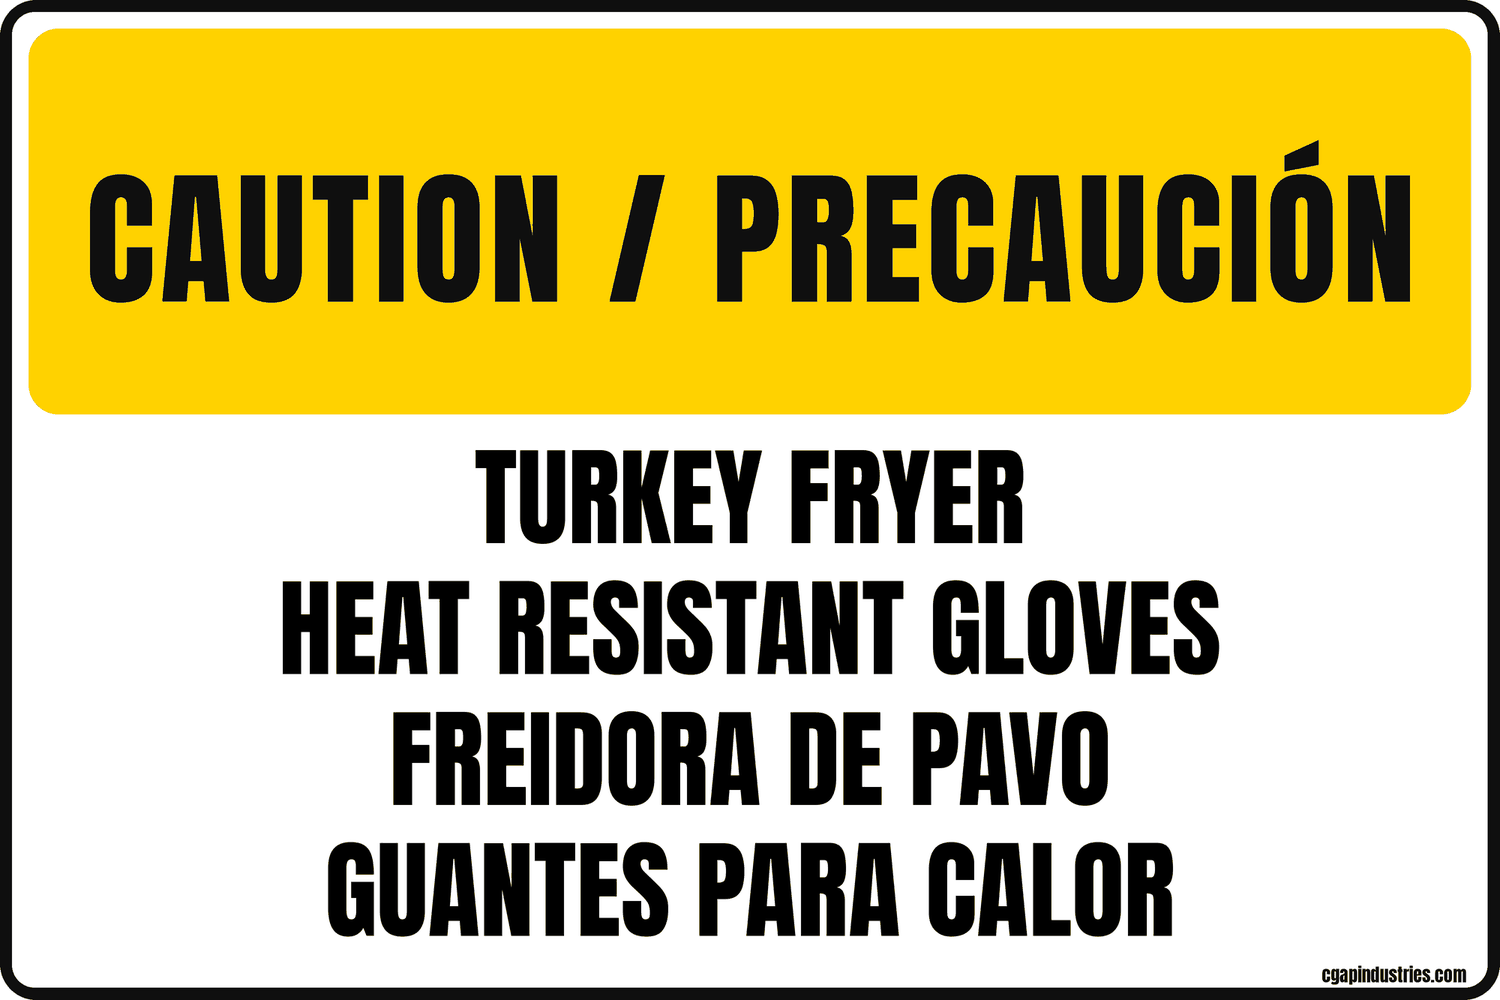 CAUTION / PRECAUCIÓN
TURKEY FRYER
HEAT RESISTANT GLOVES
FREIDORA DE PAVO
GUANTES PARA CALOR
cgapindustries.com